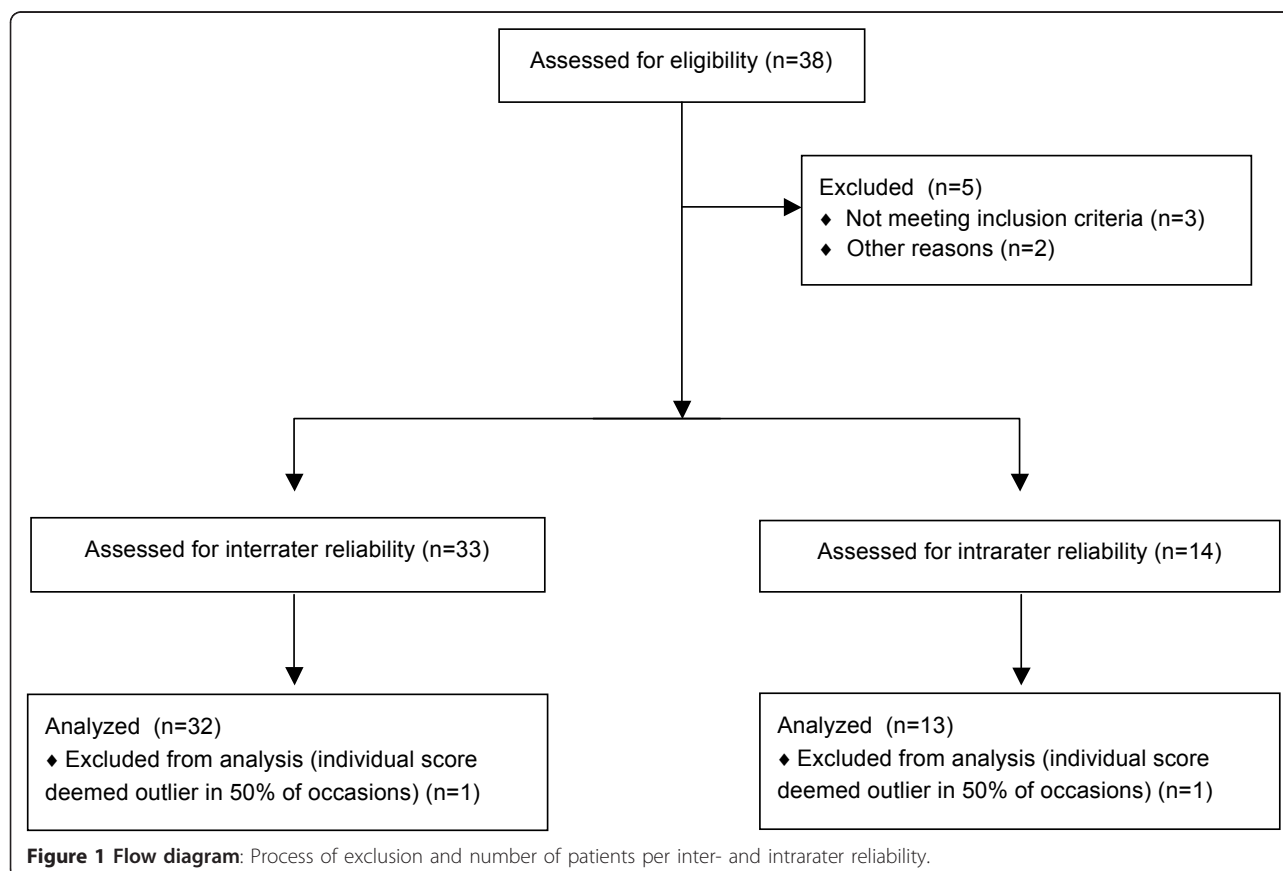 Assessed for eligibility (n=38)
Excluded (n=5)
♦ Not meeting inclusion criteria (n=3)
♦ Other reasons (n=2)
Assessed for interrater reliability (n=33)
Assessed for intrarater reliability (n=14)
Analyzed (n=32)
♦ Excluded from analysis (individual score
deemed outlier in 50% of occasions) (n=1)
Analyzed (n=13)
♦ Excluded from analysis (individual score
deemed outlier in 50% of occasions) (n=1)
Figure 1 Flow diagram: Process of exclusion and number of patients per inter- and intrarater reliability.